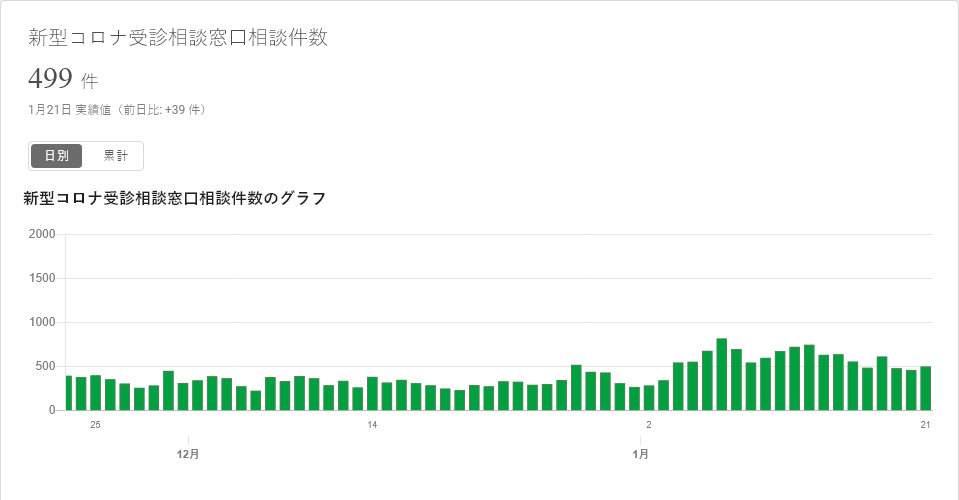 新型コロナ受診相談窓口相談件数
499 件
1月21日 実績値（前日比: +39 件）
日別 累計
新型コロナ受診相談窓口相談件数のグラフ
2000
1500
1000
500
0
25 14 2 21
12月 1月